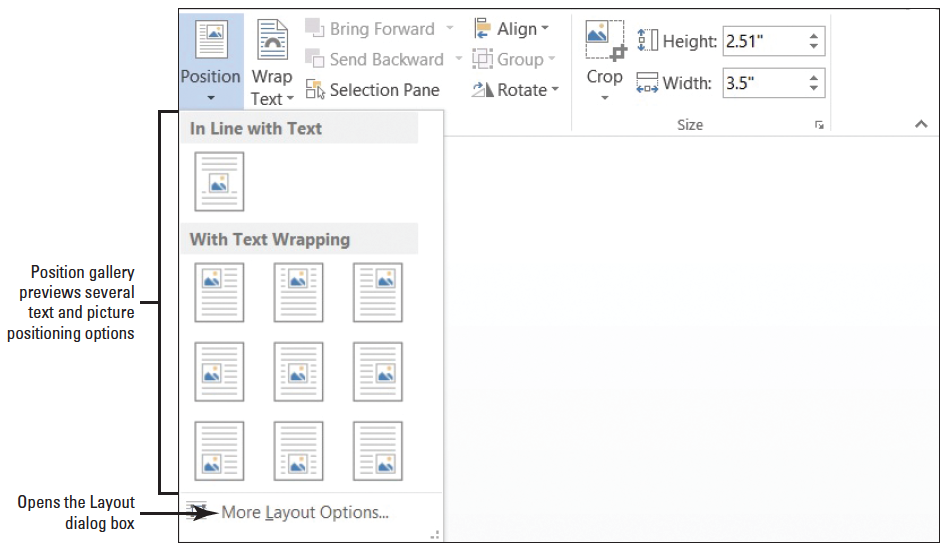 Position
Wrap
Text
Bring Forward
Send Backward
Selection Pane
Align
Group
Rotate
Crop
Height: 2.51"
Width: 3.5"
Size
In Line with Text
With Text Wrapping
Position gallery
previews several
text and picture
positioning options
More Layout Options...
Opens the Layout
dialog box